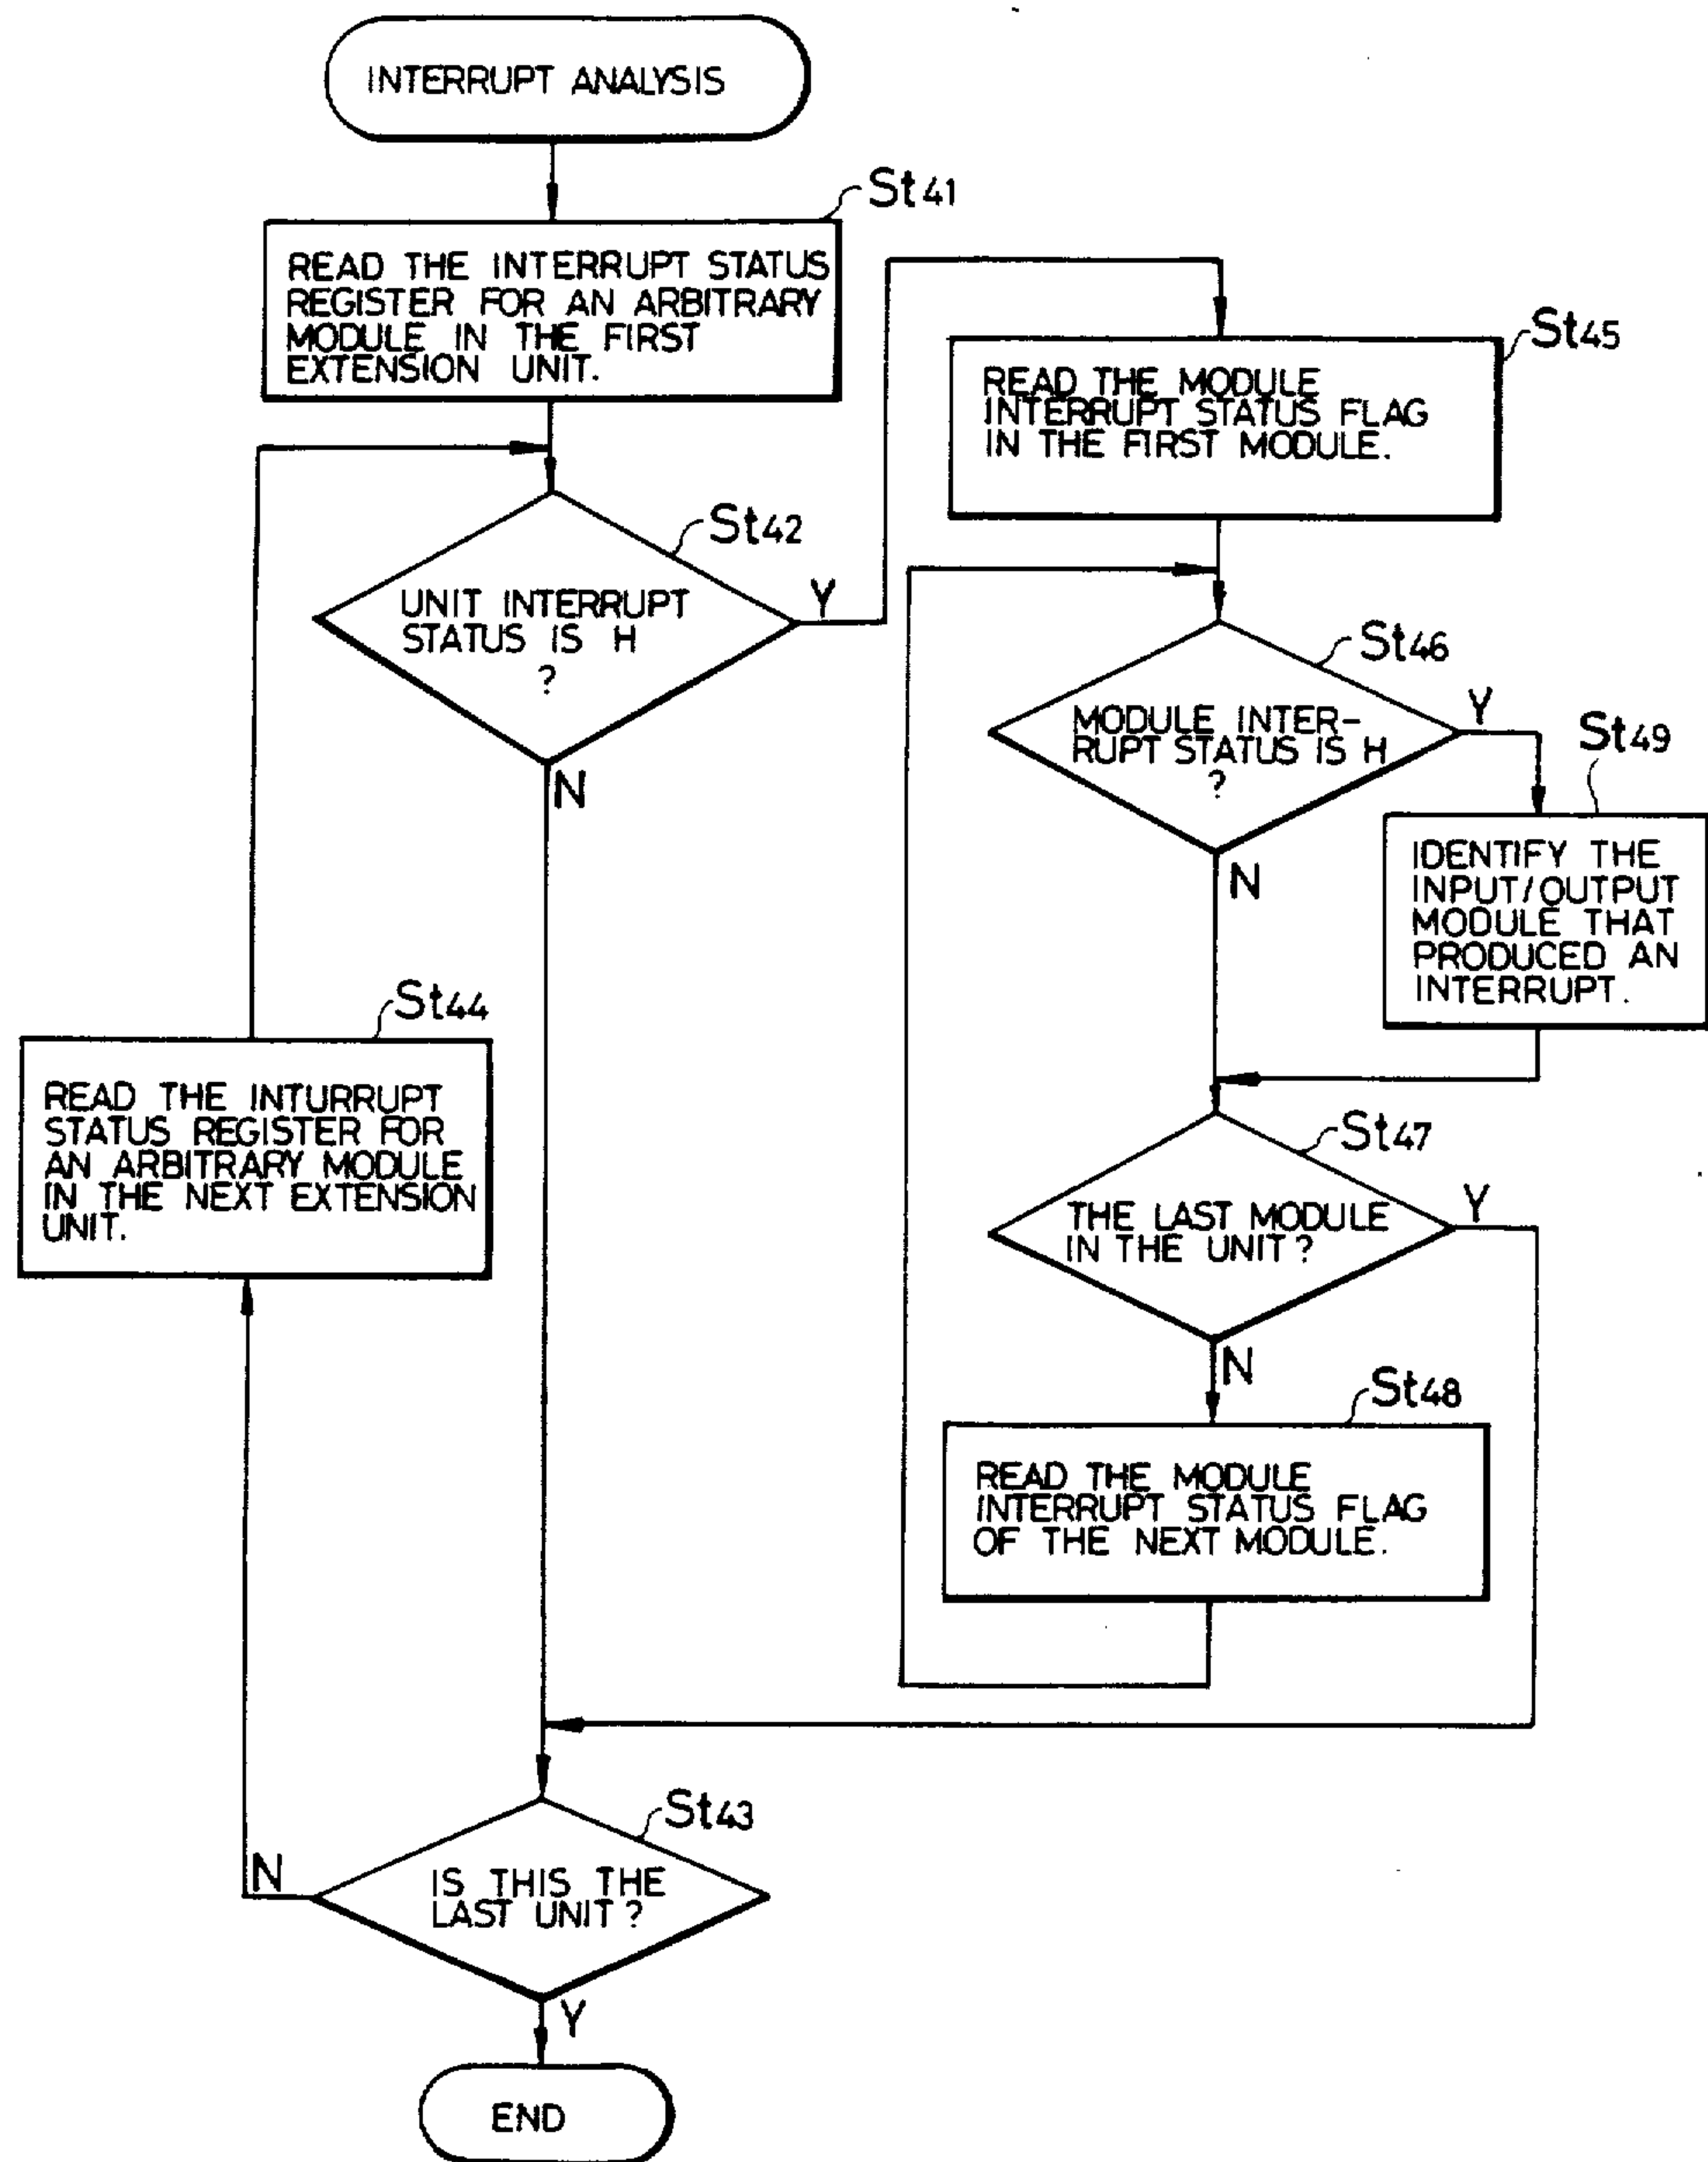 INTERRUPT ANALYSIS
St41
READ THE INTERRUPT STATUS
REGISTER FOR AN ARBITRARY
MODULE IN THE FIRST
EXTENSION UNIT.
St42
UNIT INTERRUPT
STATUS IS H
?
Y
N
St45
READ THE MODULE
INTERRUPT STATUS FLAG
IN THE FIRST MODULE.
St46
MODULE INTER-
RUPT STATUS IS H
?
Y
N
St49
IDENTIFY THE
INPUT/OUTPUT
MODULE THAT
PRODUCED AN
INTERRUPT.
St47
THE LAST MODULE
IN THE UNIT?
Y
N
St48
READ THE MODULE
INTERRUPT STATUS FLAG
OF THE NEXT MODULE.
St44
READ THE INTURRUPT
STATUS REGISTER FOR
AN ARBITRARY MODULE
IN THE NEXT EXTENSION
UNIT.
St43
IS THIS THE
LAST UNIT?
N
Y
END